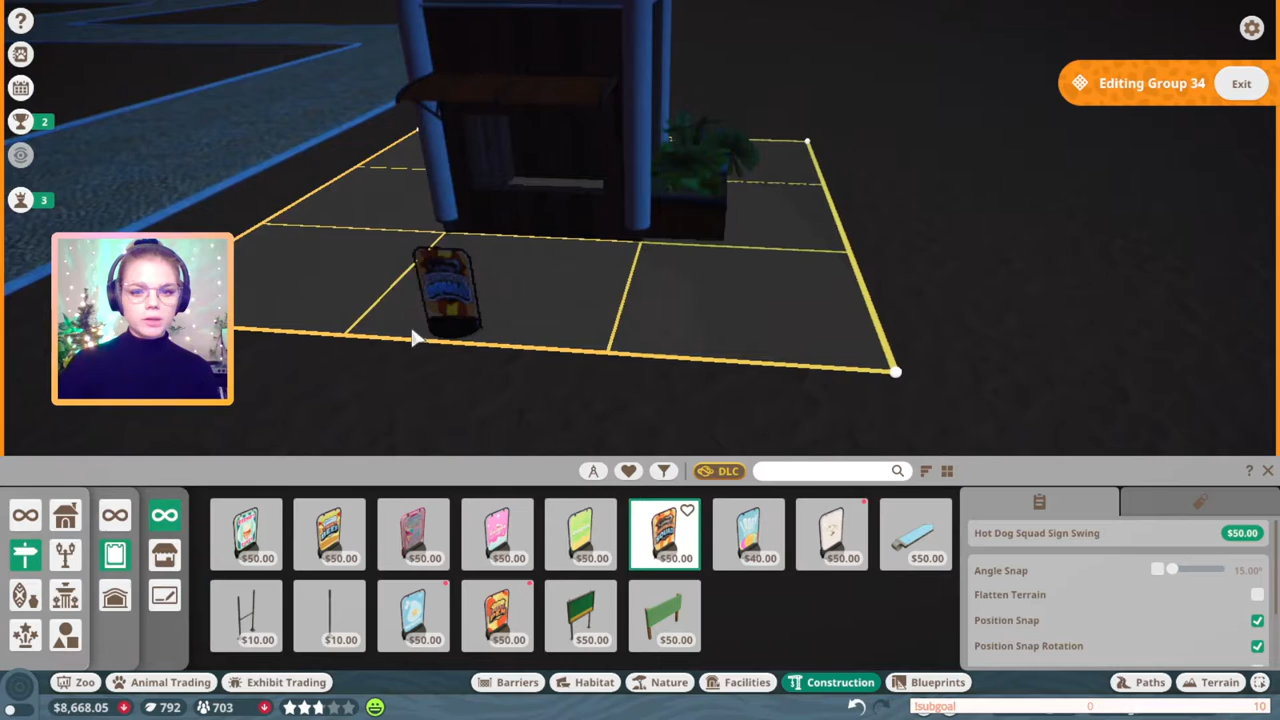 ?
Editing Group 34
Exit
2
3
DLC
?
$50.00
$50.00
$50.00
$50.00
$50.00
$50.00
$40.00
$50.00
$50.00
$10.00
$10.00
$50.00
$50.00
$50.00
$50.00
Hot Dog Squad Sign Swing
$50.00
Angle Snap
15.00°
Flatten Terrain
Position Snap
Position Snap Rotation
Zoo
Animal Trading
Exhibit Trading
Barriers
Habitat
Nature
Facilities
Construction
Blueprints
Paths
Terrain
$8,668.05
792
703
!subgoal
0
10